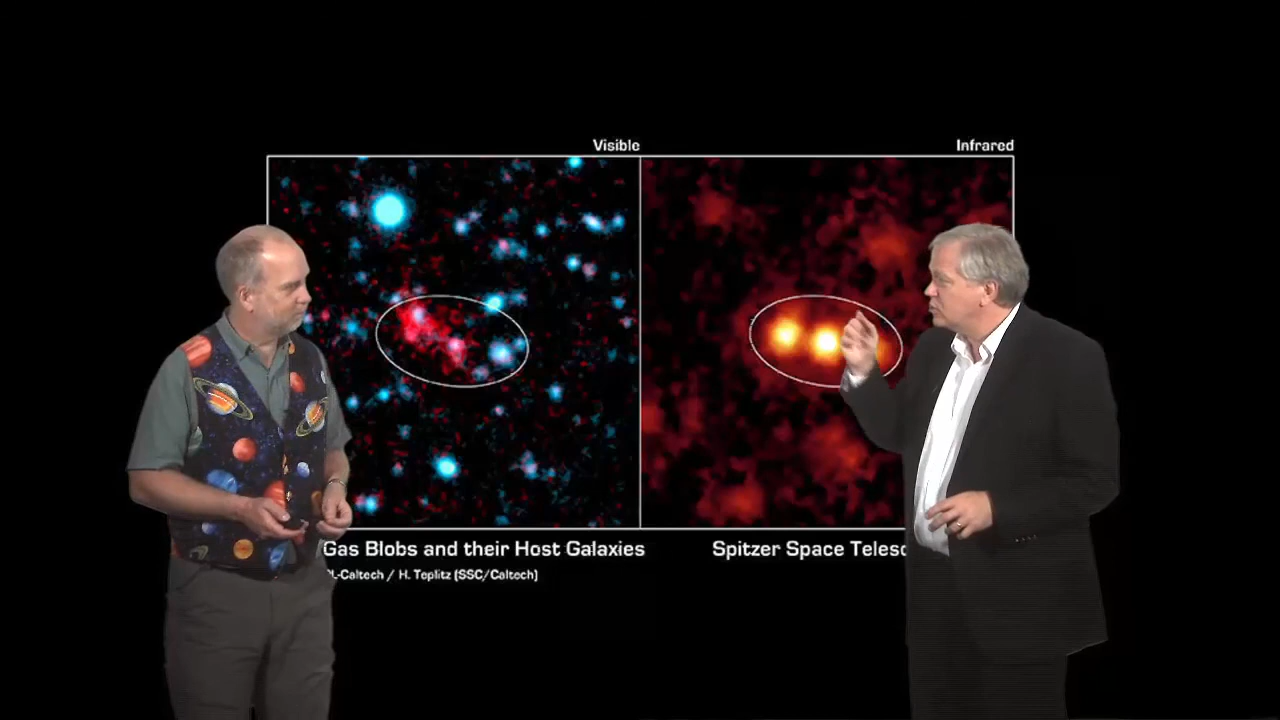 Visible
Infrared
Gas Blobs and their Host Galaxies
Spitzer Space
-Caltech / H. Teplitz (SSC/Caltech)